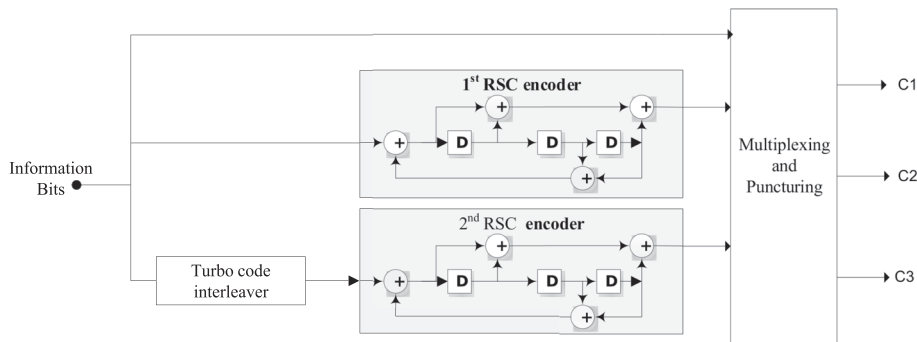 1st RSC encoder
+
+
+
D
D
D
+
Information
Bits
2nd RSC encoder
+
+
+
D
D
D
+
Turbo code
interleaver
Multiplexing
and
Puncturing
C1
C2
C3